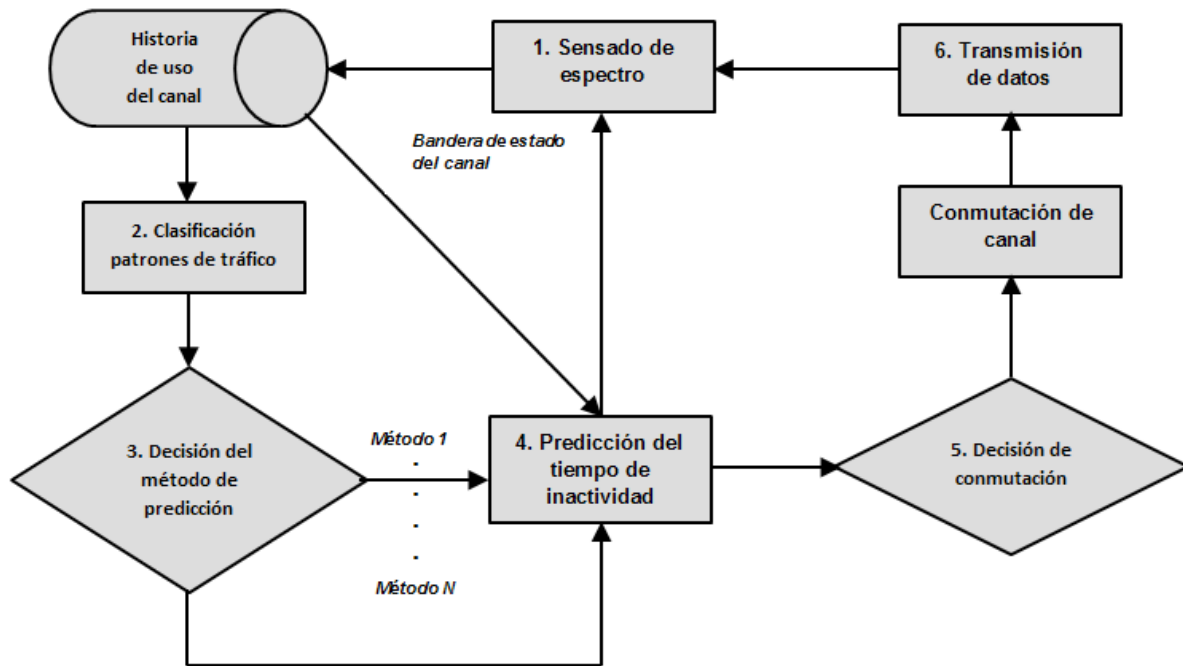 Historia
de uso
del canal
1. Sensado de
espectro
6. Transmisión
de datos
Bandera de estado
del canal
2. Clasificación
patrones de tráfico
Conmutación de
canal
3. Decisión del
método de
predicción
Método 1
Método N
4. Predicción del
tiempo de
inactividad
5. Decisión de
conmutación